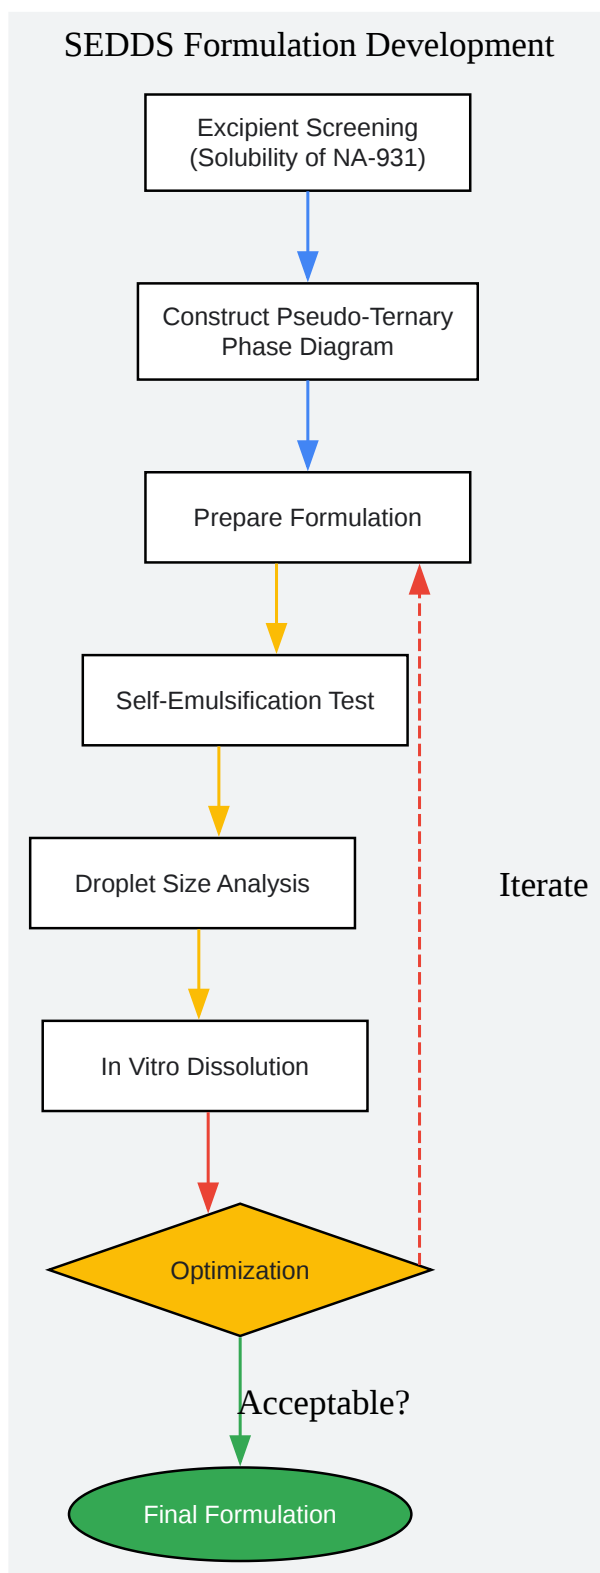 SEDDS Formulation Development
Excipient Screening
(Solubility of NA-931)
Construct Pseudo-Ternary
Phase Diagram
Prepare Formulation
Self-Emulsification Test
Droplet Size Analysis
Iterate
In Vitro Dissolution
Optimization
Acceptable?
Final Formulation